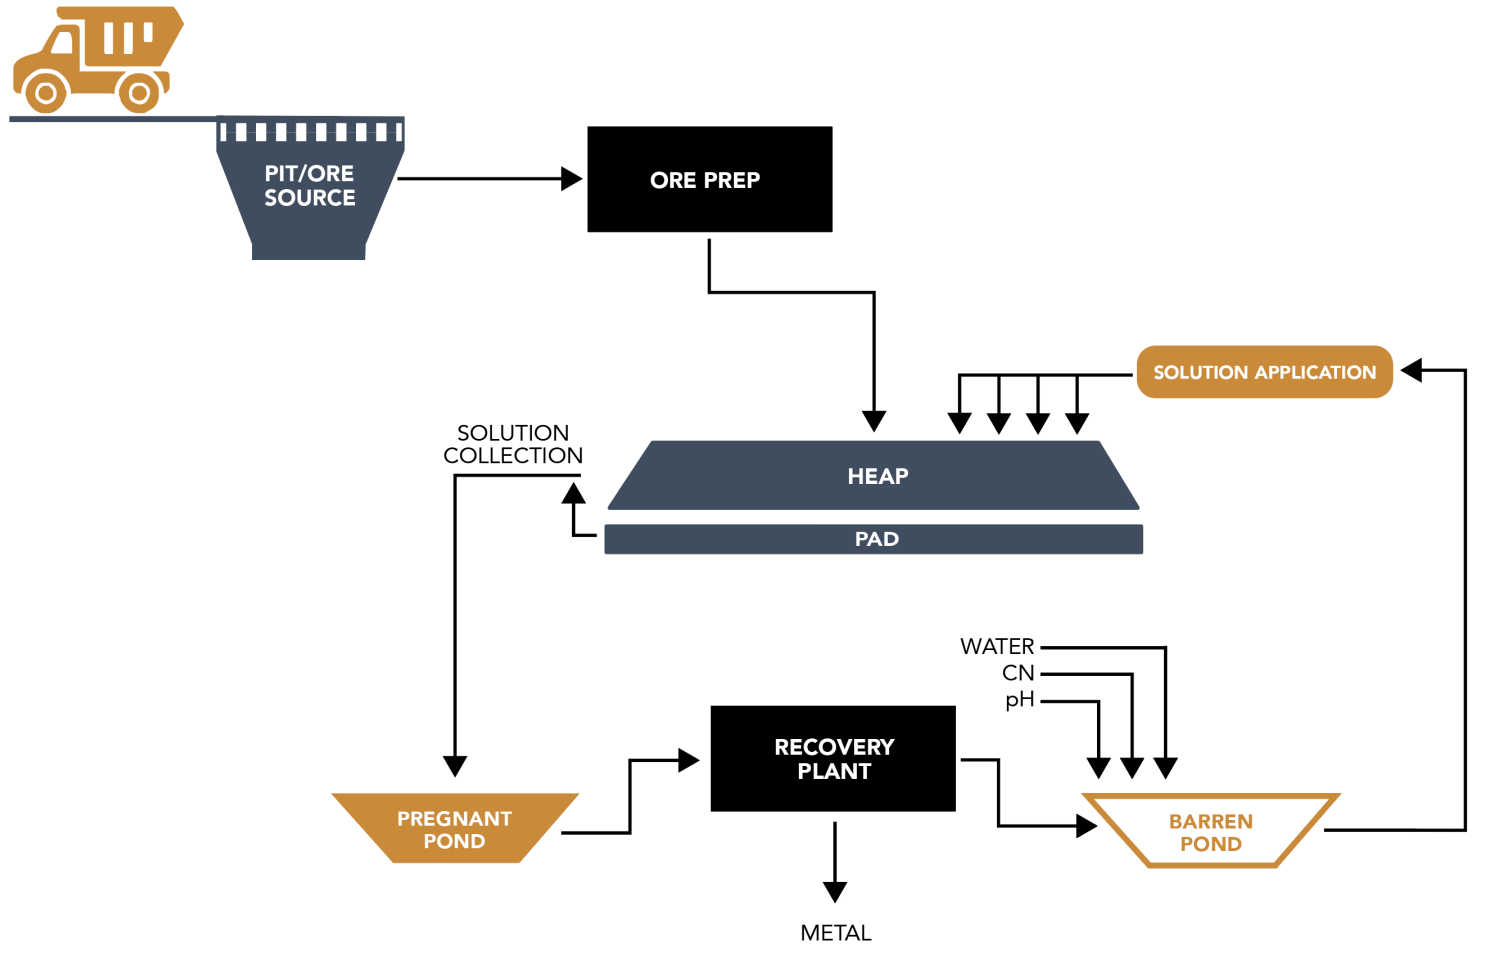 PIT/ORE
SOURCE
ORE PREP
SOLUTION APPLICATION
SOLUTION
COLLECTION
HEAP
PAD
WATER
CN
pH
RECOVERY
PLANT
PREGNANT
POND
BARREN
POND
METAL